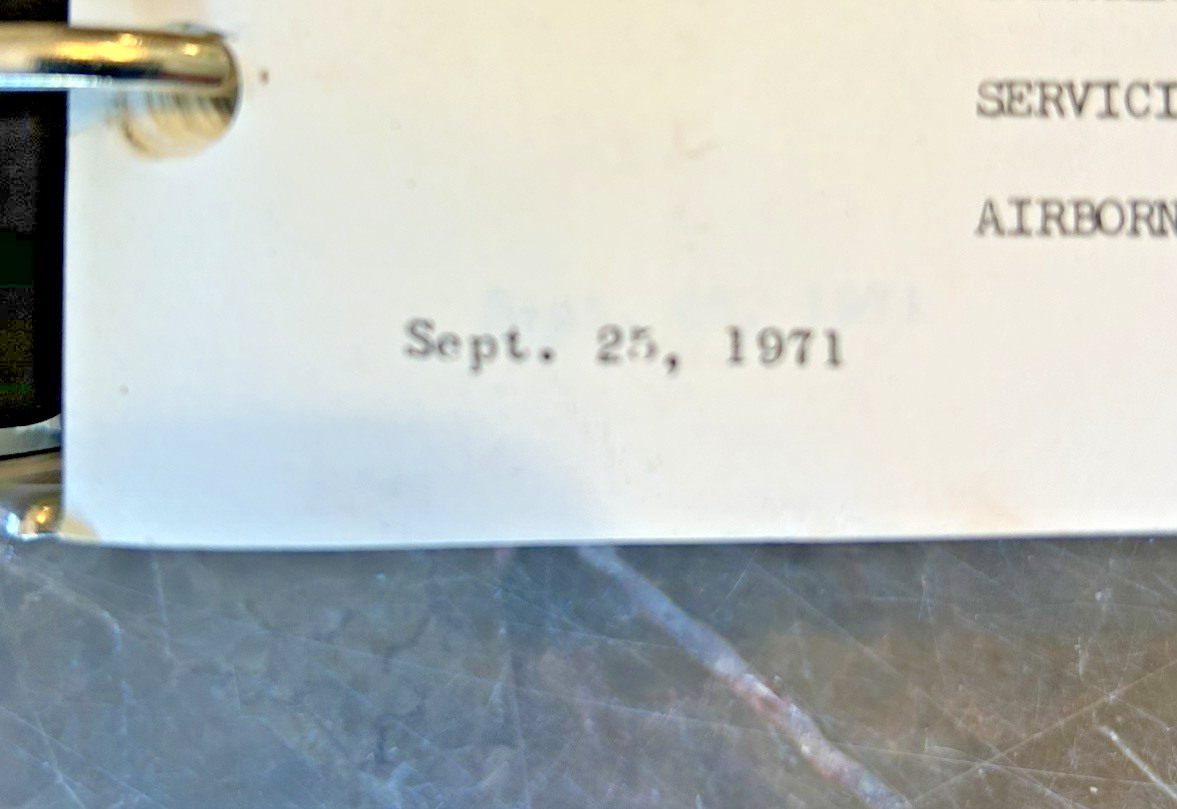 SERVICI
AIRBORN
Sept. 25, 1971